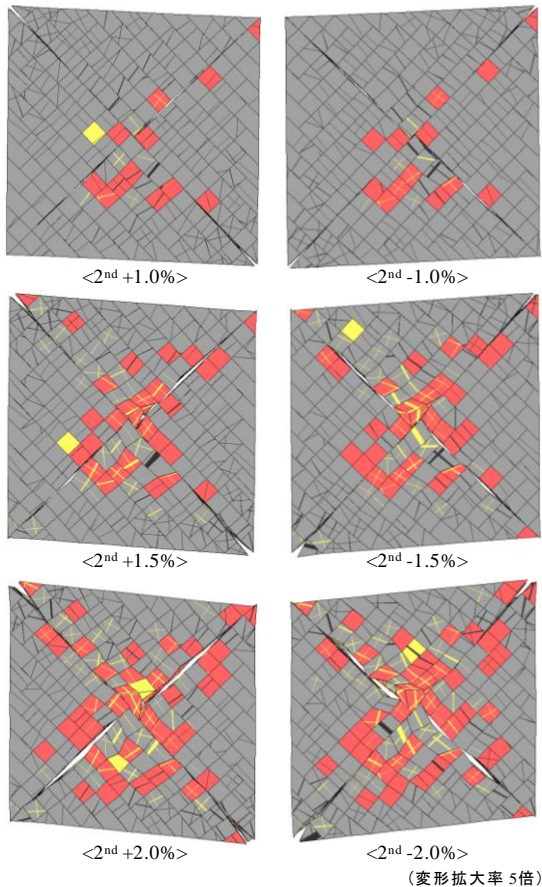 <2nd +1.0%>
<2nd -1.0%>
<2nd +1.5%>
<2nd -1.5%>
<2nd +2.0%>
<2nd -2.0%>
（変形拡大率 5倍）